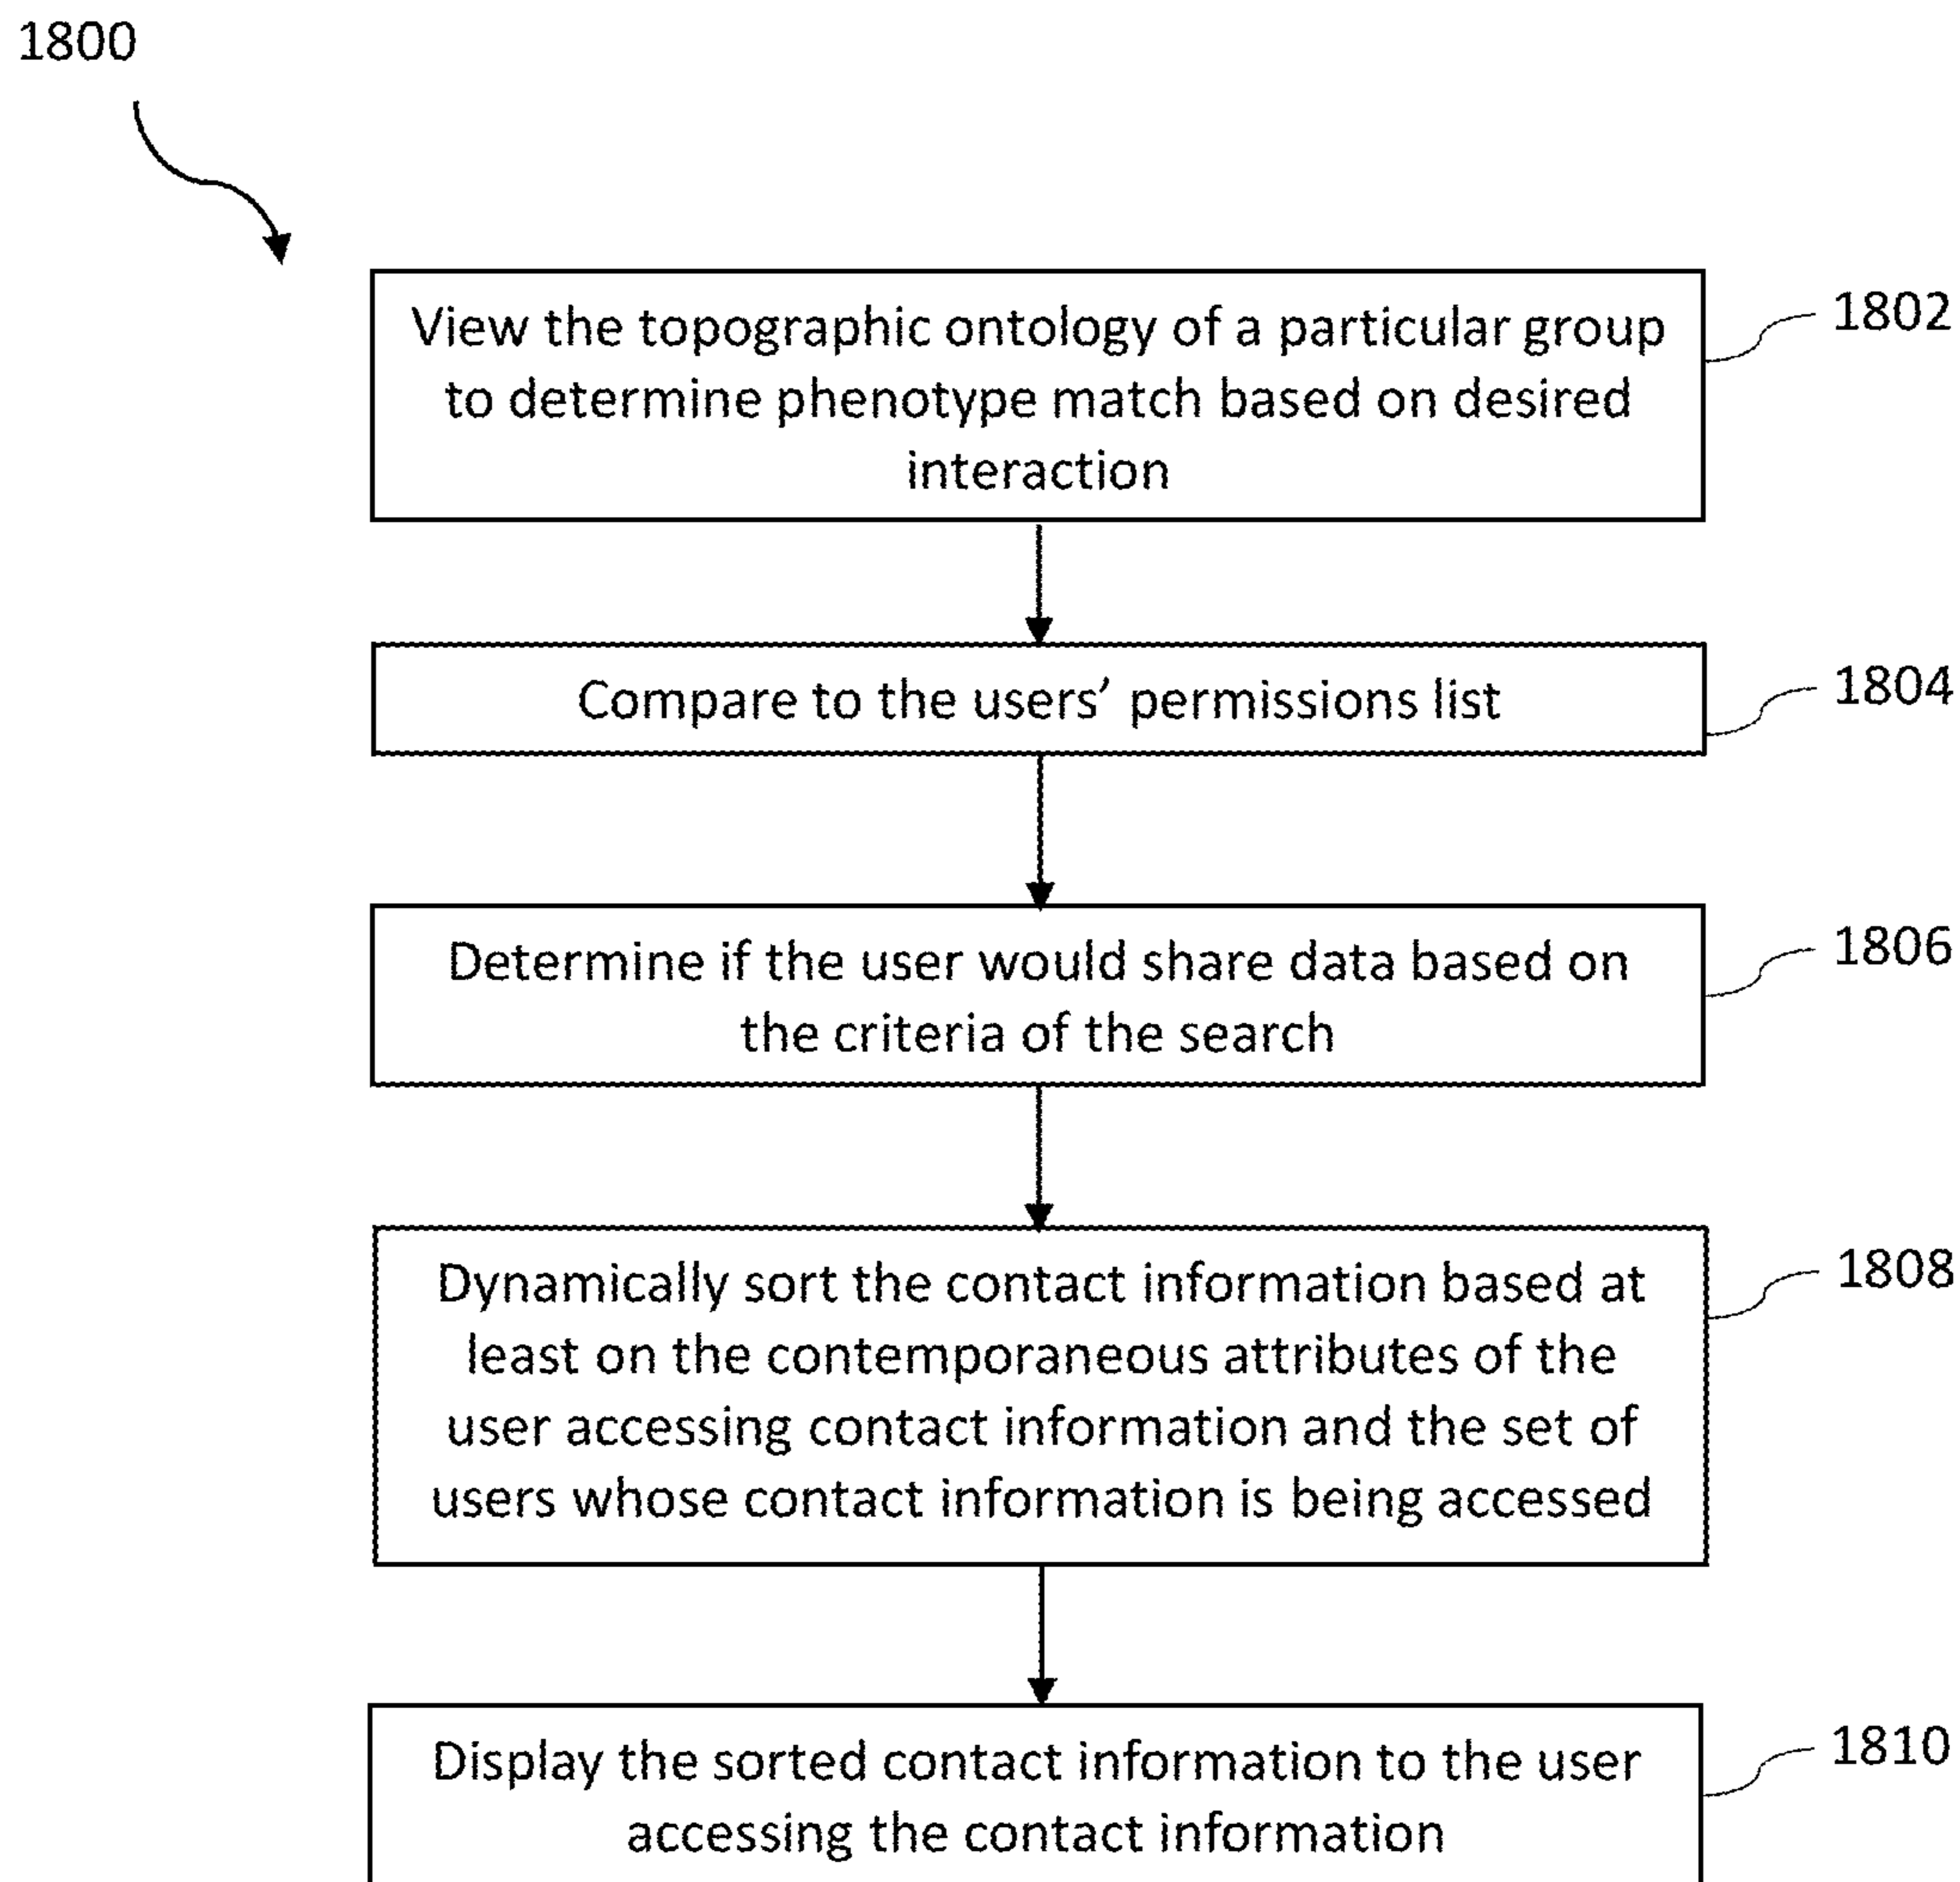 1800
View the topographic ontology of a particular group
to determine phenotype match based on desired
interaction
1802
Compare to the users’ permissions list
1804
Determine if the user would share data based on
the criteria of the search
1806
Dynamically sort the contact information based at
least on the contemporaneous attributes of the
user accessing contact information and the set of
users whose contact information is being accessed
1808
Display the sorted contact information to the user
accessing the contact information
1810